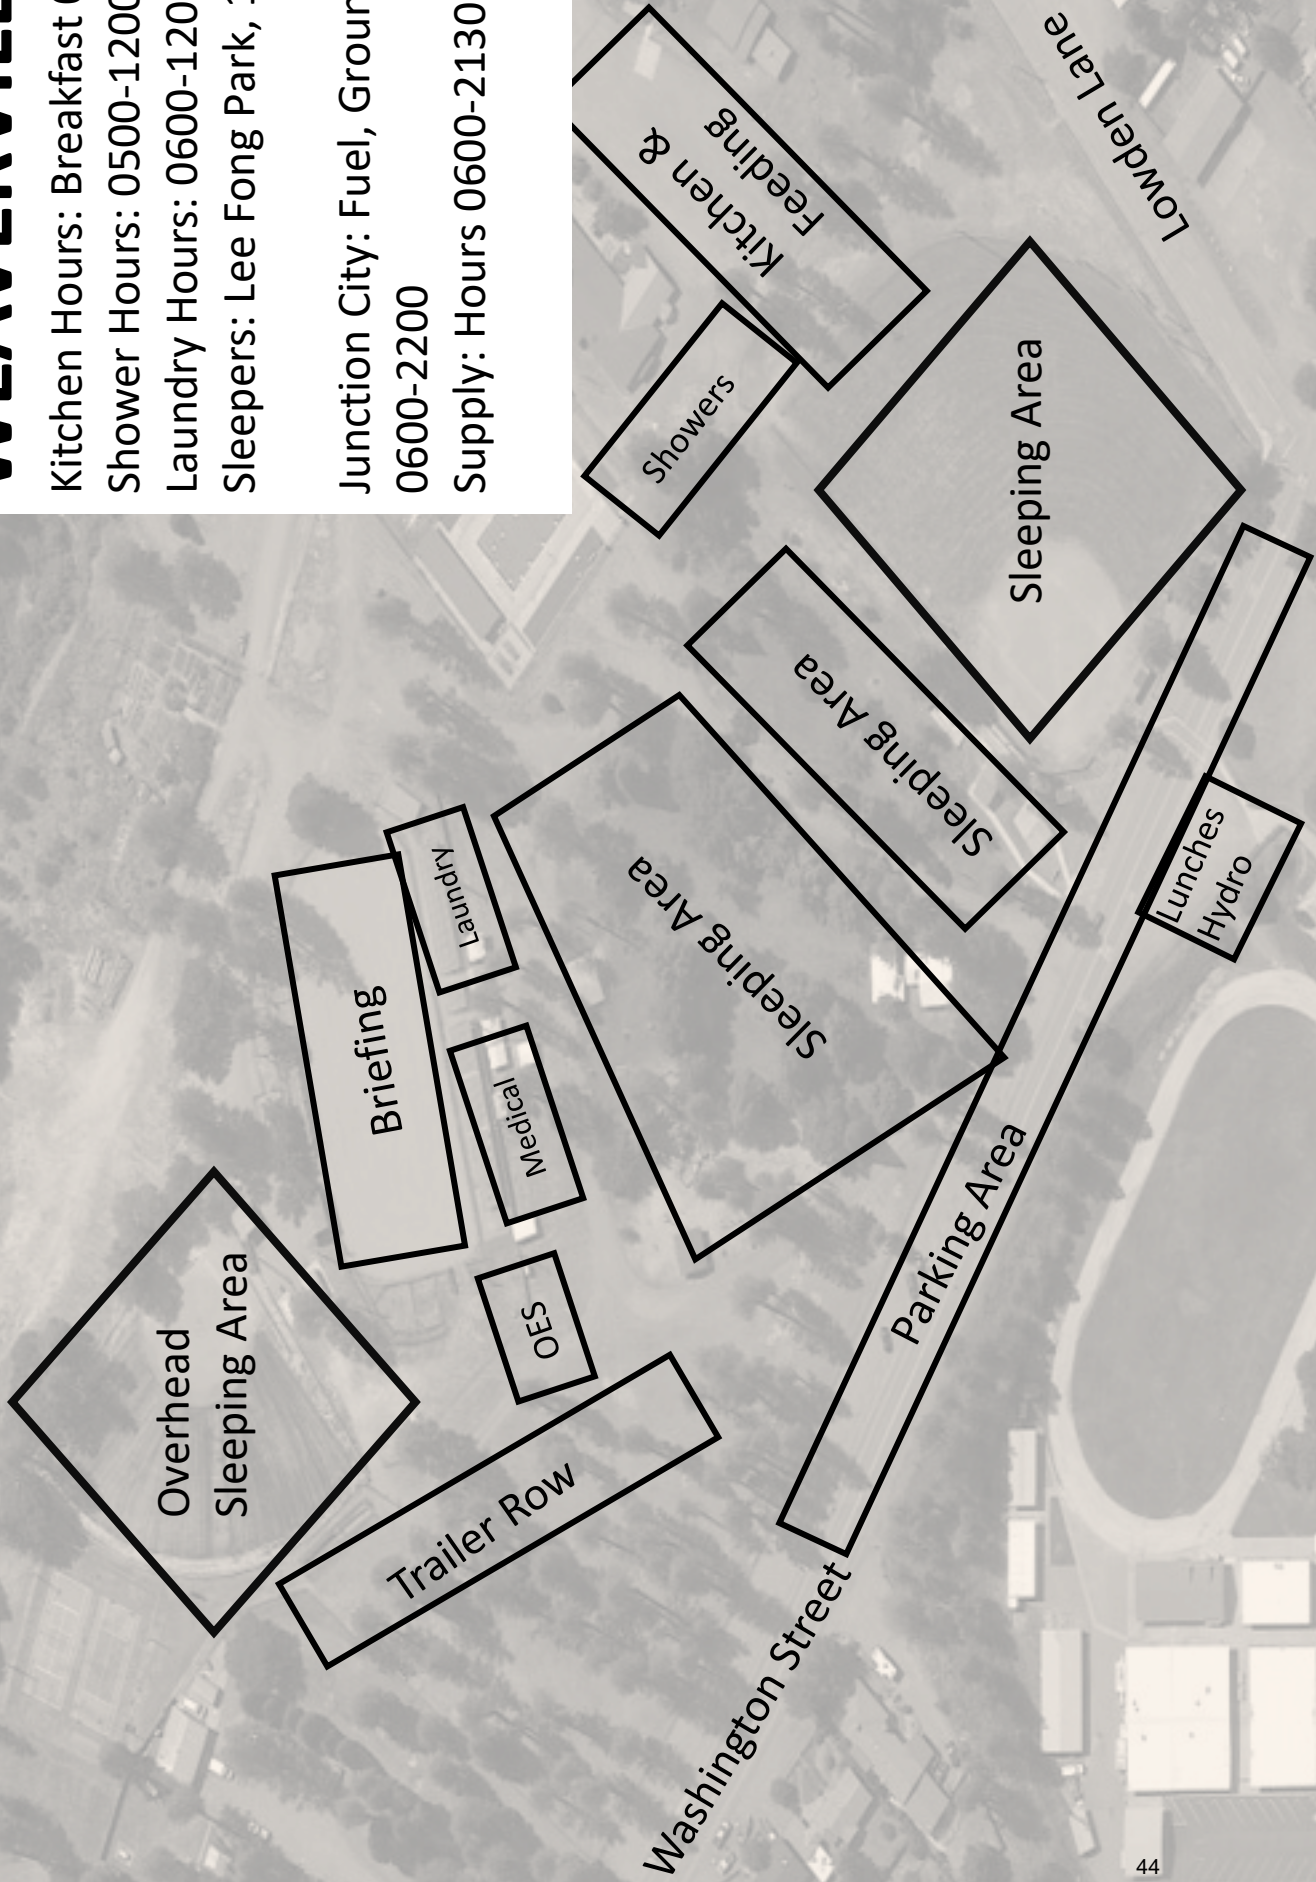 Kitchen Hours: Breakfast
Shower Hours: 0500-1200
Laundry Hours: 0600-120
Sleepers: Lee Fong Park,
Junction City: Fuel,
0600-2200
Supply: Hours 0600-2130
Overhead
Sleeping Area
Trailer Row
Briefing
Laundry
Medical
OES
Sleeping Area
Sleeping Area
Sleeping Area
Showers
Kitchen &
Feeding
Lowden Lane
Lunches
Hydro
Parking Area
Washington Street
44